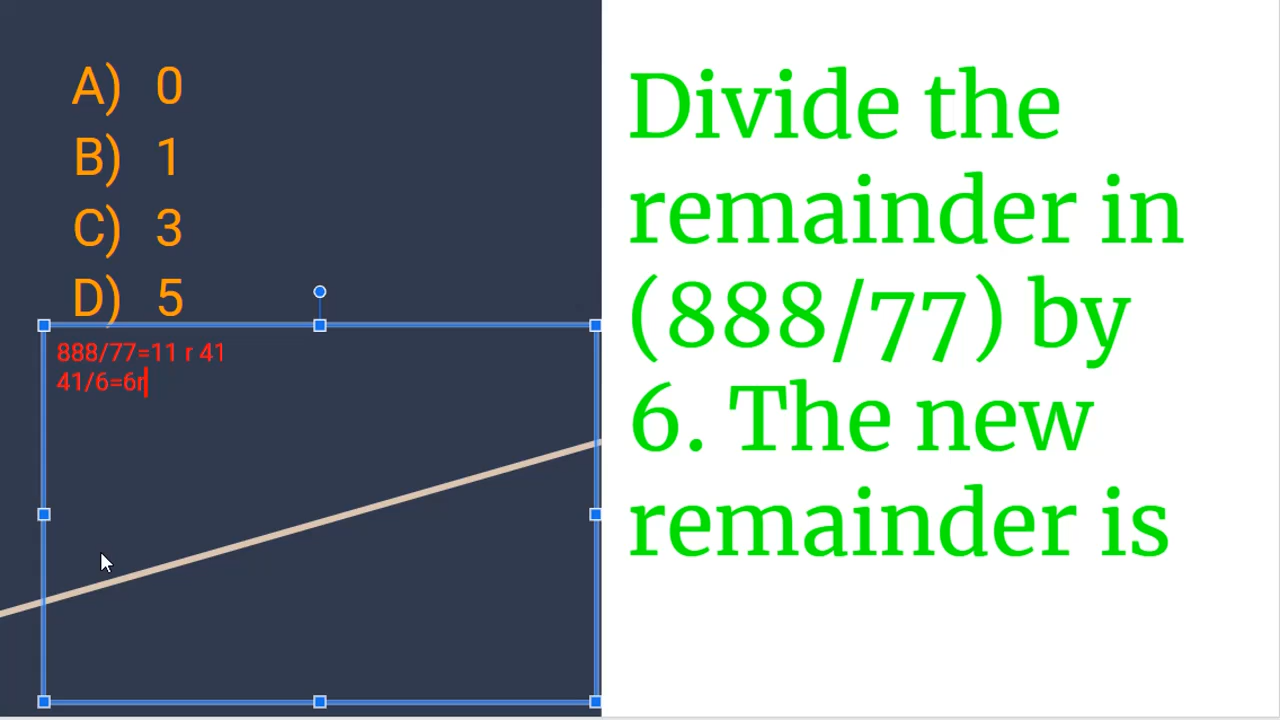 A) 0
B) 1
C) 3
D) 5
888/77=11 r 41
41/6=6r
Divide the
remainder in
(888/77) by
6. The new
remainder is